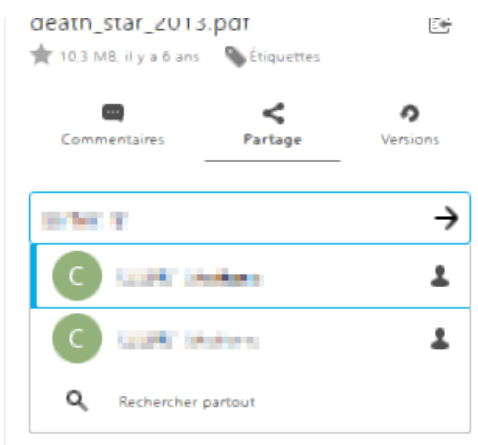 death_star_2013.pdf
10,3 MB, il y a 6 ans Étiquettes
Commentaires Partage Versions
C
C
Rechercher partout